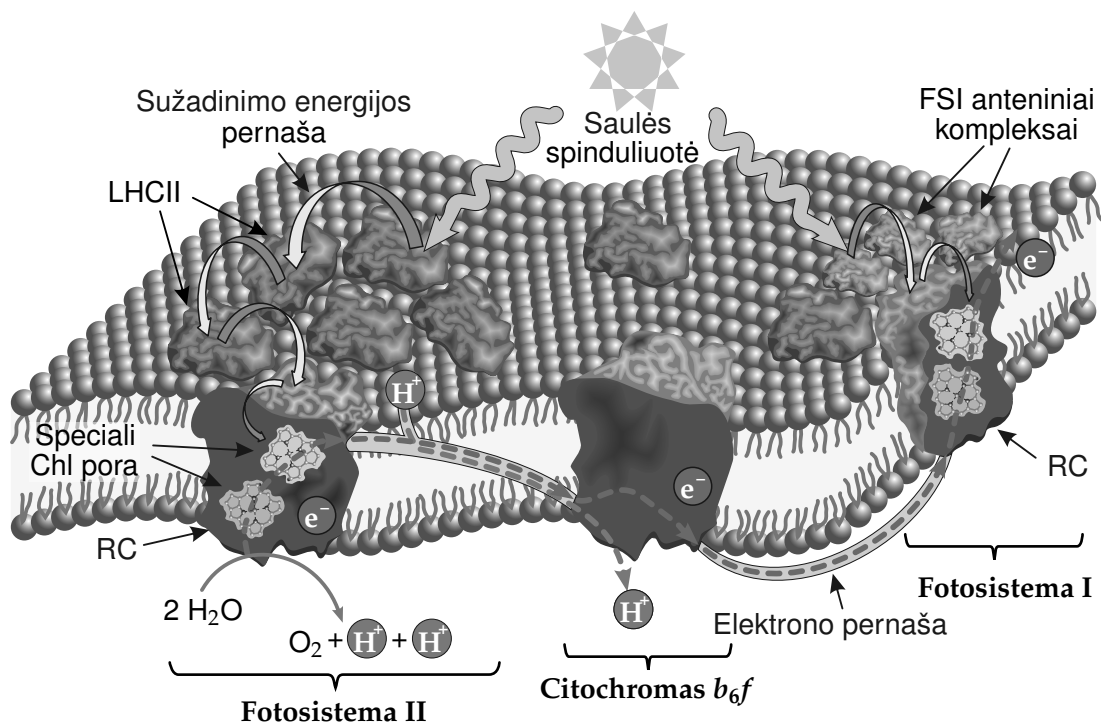 Sužadinimo energijos
pernaša
Saulės
spinduliuotė
FSI anteniniai
kompleksai
LHCII
e⁻
H⁺
Speciali
Chl pora
RC
e⁻
e⁻
RC
2 H₂O
O₂ + H⁺ + H⁺
H⁺
Elektrono pernaša
Fotosistema I
Citochromas b₆f
Fotosistema II